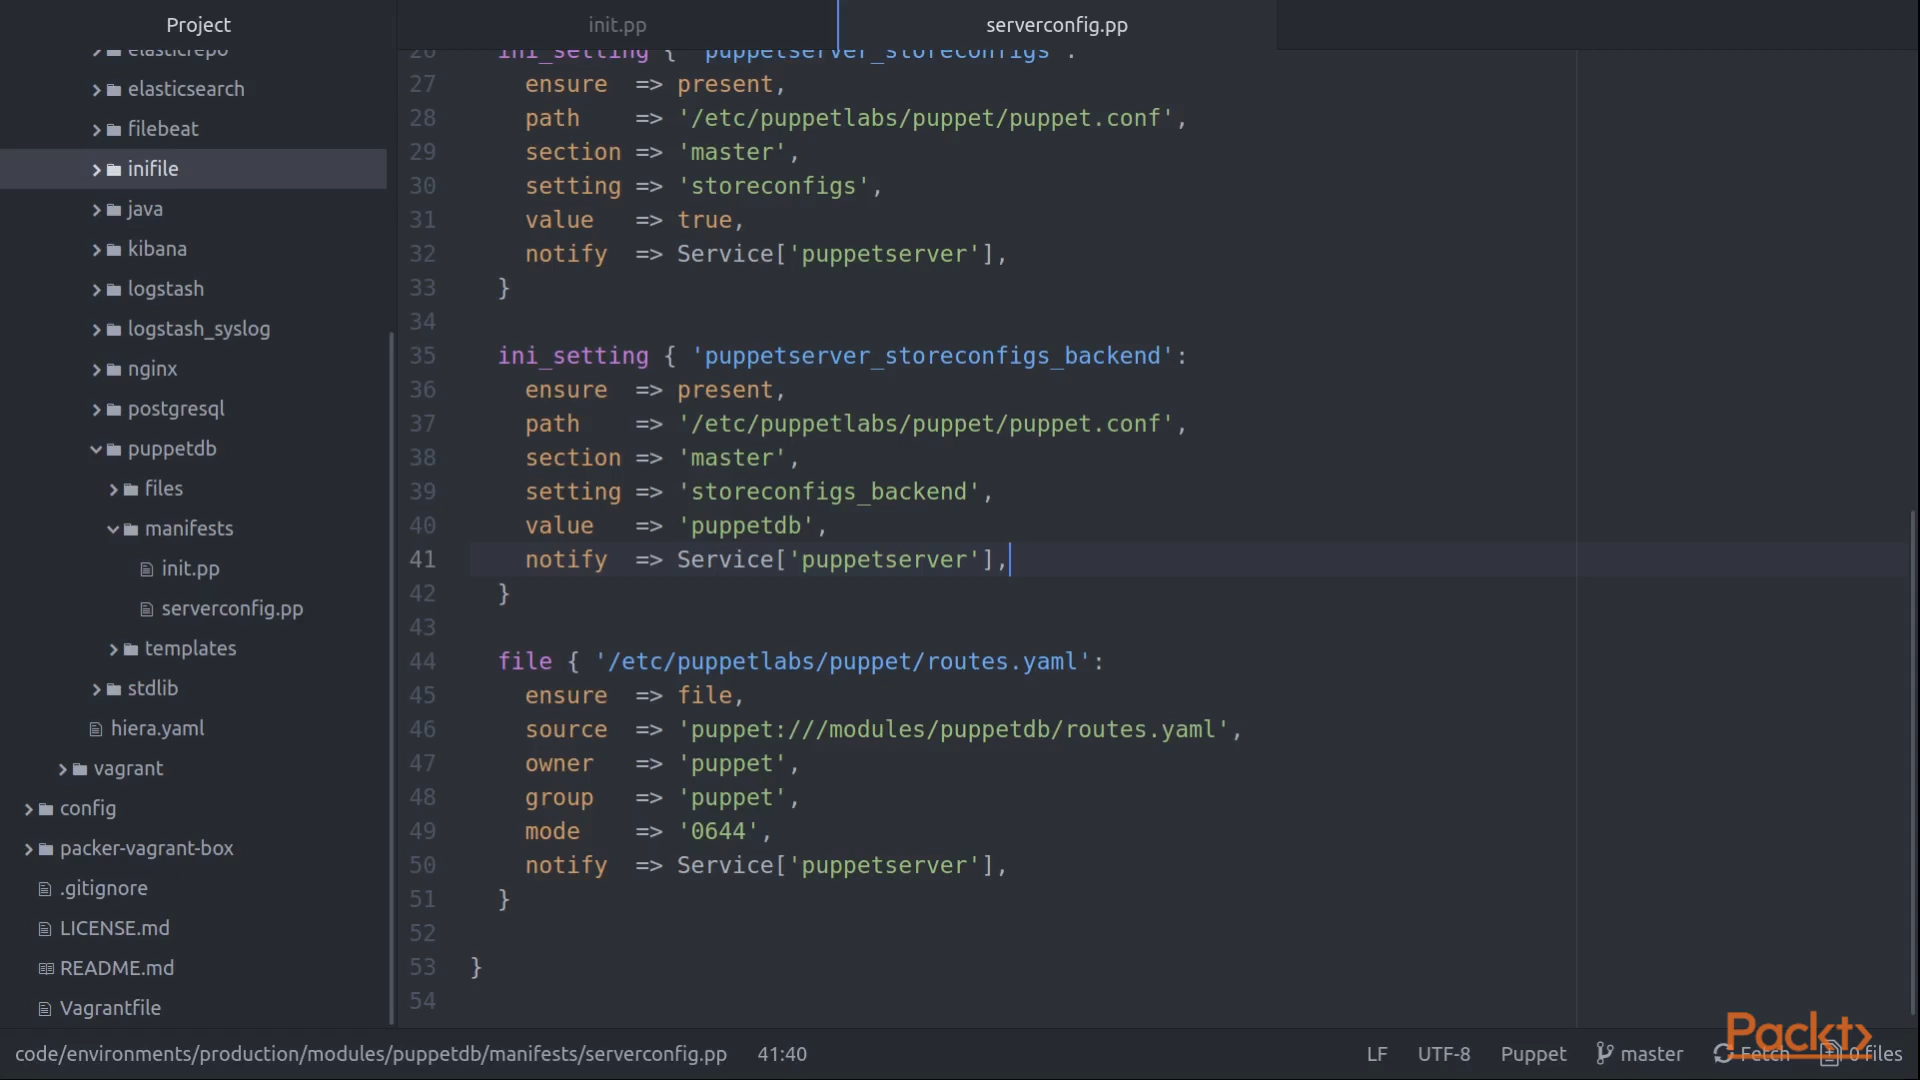 Project
init.pp
serverconfig.pp
elasticrepo
elasticsearch
filebeat
inifile
java
kibana
logstash
logstash_syslog
nginx
postgresql
puppetdb
files
manifests
init.pp
serverconfig.pp
templates
stdlib
hiera.yaml
vagrant
config
packer-vagrant-box
.gitignore
LICENSE.md
README.md
Vagrantfile
26 ini_setting { 'puppetserver_storeconfigs':
27 ensure => present,
28 path => '/etc/puppetlabs/puppet/puppet.conf',
29 section => 'master',
30 setting => 'storeconfigs',
31 value => true,
32 notify => Service['puppetserver'],
33 }
34
35 ini_setting { 'puppetserver_storeconfigs_backend':
36 ensure => present,
37 path => '/etc/puppetlabs/puppet/puppet.conf',
38 section => 'master',
39 setting => 'storeconfigs_backend',
40 value => 'puppetdb',
41 notify => Service['puppetserver'],
42 }
43
44 file { '/etc/puppetlabs/puppet/routes.yaml':
45 ensure => file,
46 source => 'puppet:///modules/puppetdb/routes.yaml',
47 owner => 'puppet',
48 group => 'puppet',
49 mode => '0644',
50 notify => Service['puppetserver'],
51 }
52
53 }
54
code/environments/production/modules/puppetdb/manifests/serverconfig.pp 41:40
LF UTF-8 Puppet master Fetch 0 files
Packt